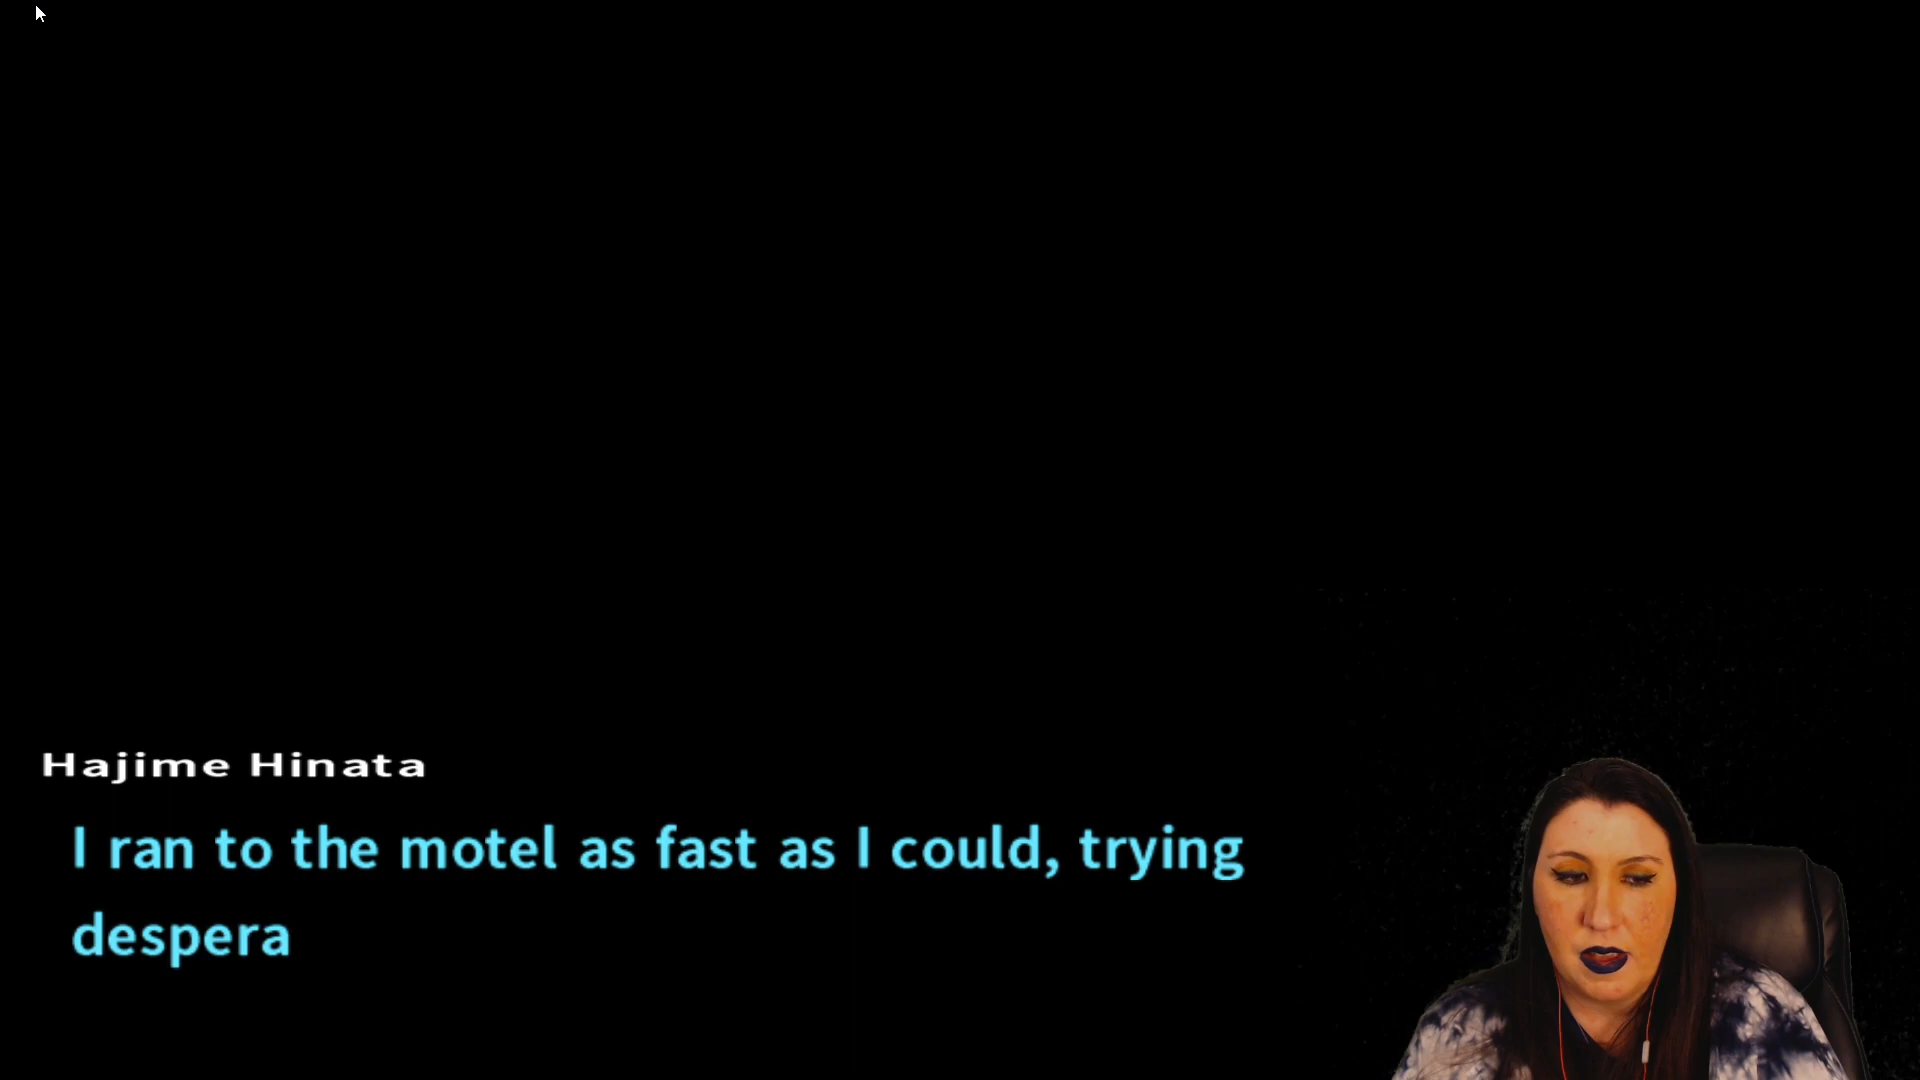 Hajime Hinata
I ran to the motel as fast as I could, trying
despera